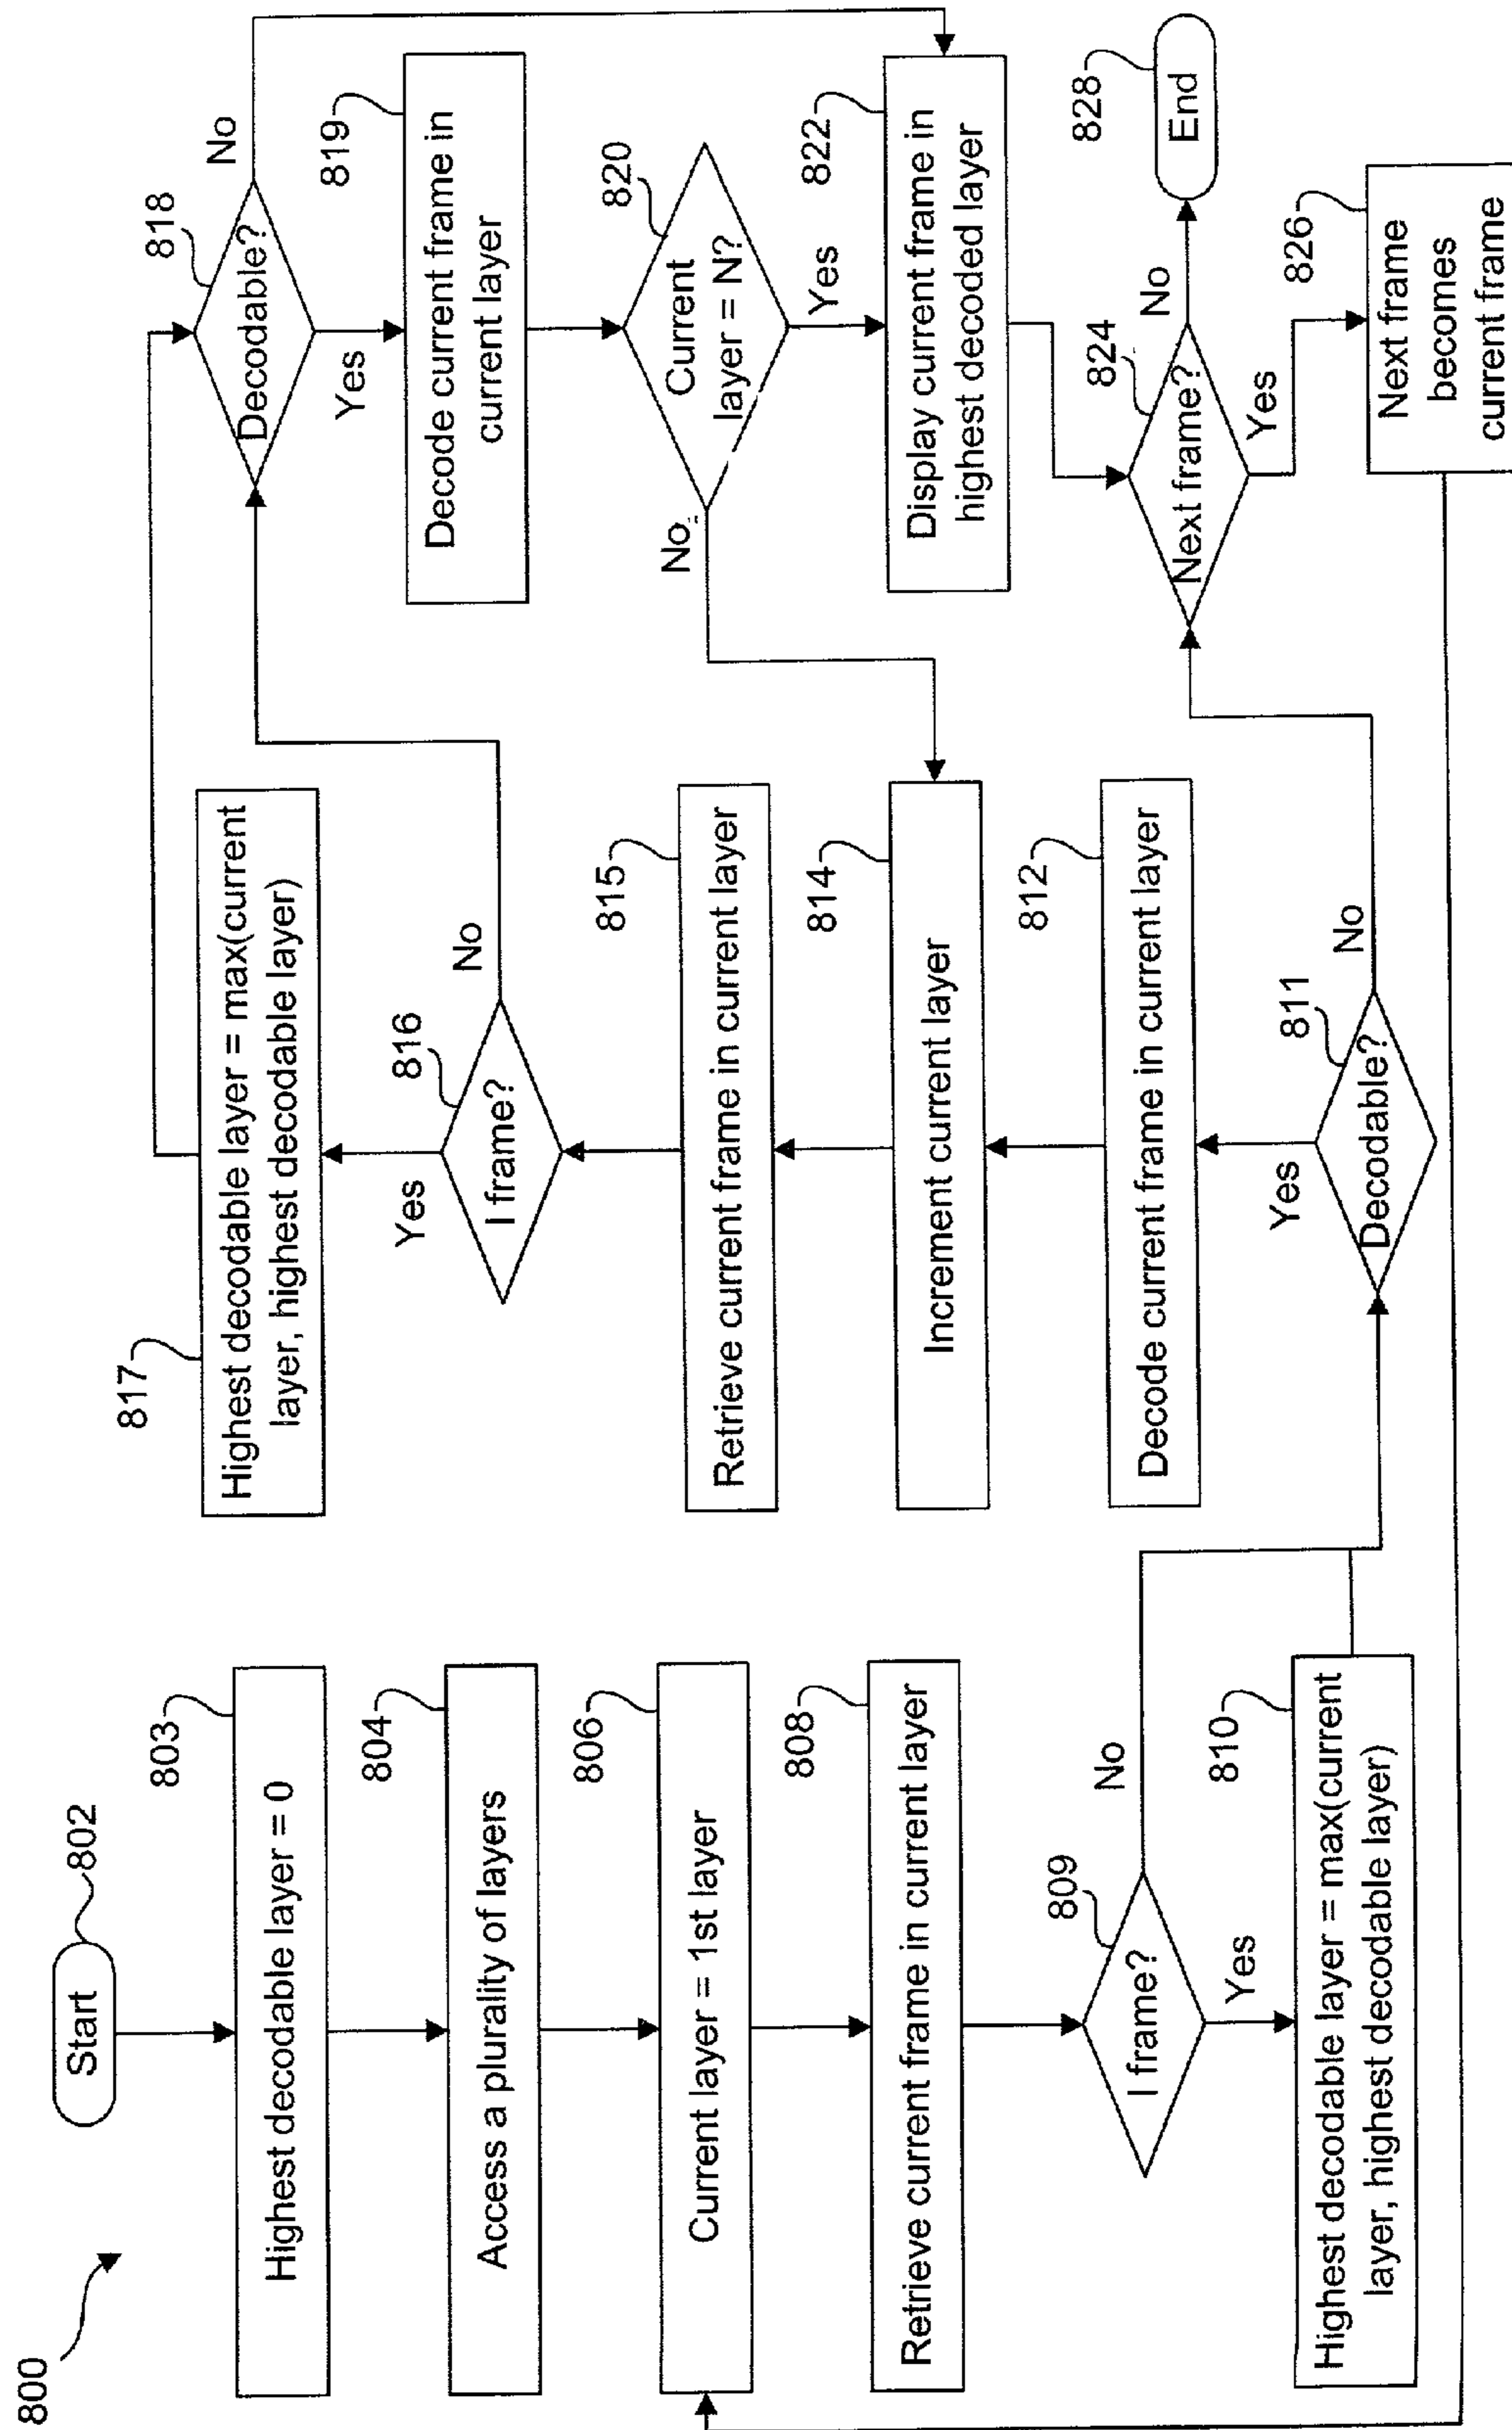 800
Start
802
Highest decodable layer = 0
803
Access a plurality of layers
804
Current layer = 1st layer
806
Retrieve current frame in current layer
808
I frame?
809
No
Yes
Highest decodable layer = max(current
layer, highest decodable layer)
810
817
Highest decodable layer = max(current
layer, highest decodable layer)
Yes
I frame?
816
No
Retrieve current frame in current layer
815
Increment current layer
814
Decode current frame in current layer
812
Yes
Decodable?
811
No
Decodable?
818
No
Yes
Decode current frame in
current layer
819
Current
layer = N?
820
No
Yes
Display current frame in
highest decoded layer
822
Next frame?
824
No
Yes
End
828
Next frame
becomes
current frame
826